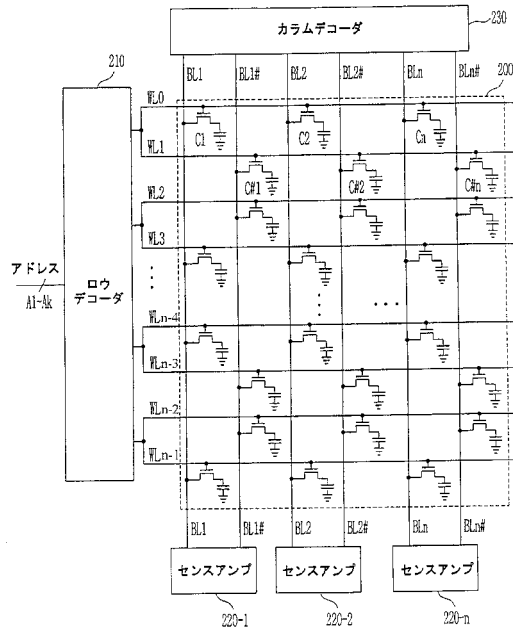 カラムデコーダ
230
210
BL1 BL1# BL2 BL2# BLn BLn#
200
WL0
C1 C2 Cn
WL1
C#1 C#2 C#n
WL2
WL3
アドレス
A1~Ak
ロウ
デコーダ
WLn-4
WLn-3
WLn-2
WLn-1
BL1 BL1# BL2 BL2# BLn BLn#
センスアンプ センスアンプ センスアンプ
220-1 220-2 220-n